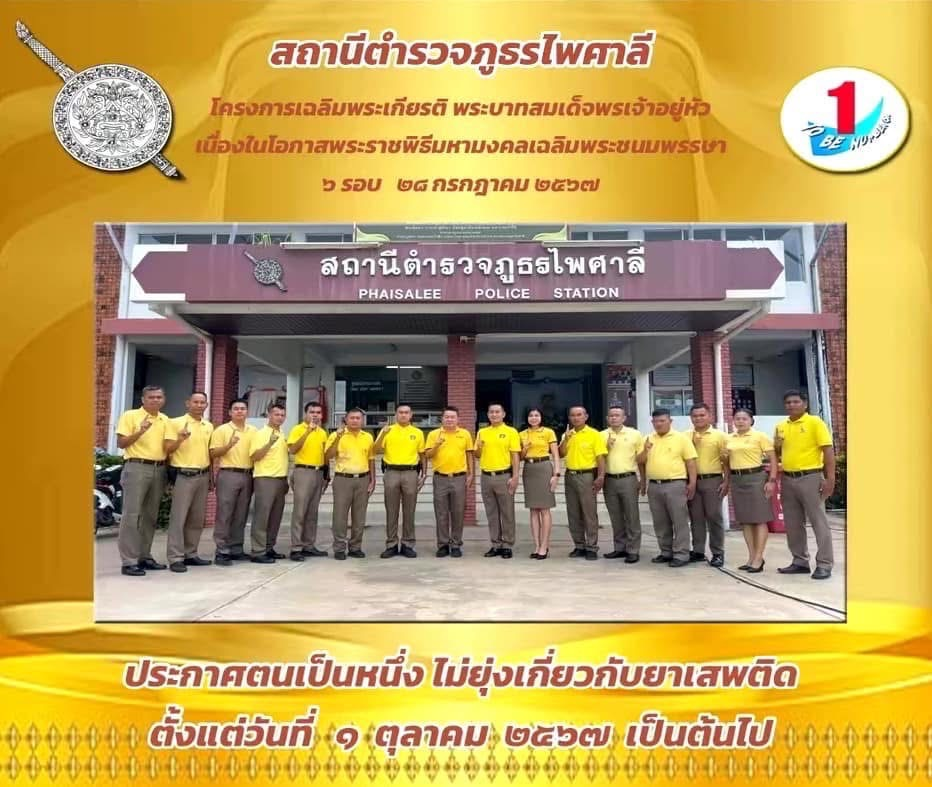 สถานีตำรวจภูธรไพศาลี
โครงการเฉลิมพระเกียรติ พระบาทสมเด็จพรเจ้าอยู่หัว
เนื่องในโอกาสพระราชพิธีมหามงคลเฉลิมพระชนมพรรษา
๖ รอบ ๒๘ กรกฎาคม ๒๕๖๗
1
TO BE NUMBER
สถานีตำรวจภูธรไพศาลี
PHAISALEE POLICE STATION
ประกาศตนเป็นหนึ่ง ไม่ยุ่งเกี่ยวกับยาเสพติด
ตั้งแต่วันที่ ๑ ตุลาคม ๒๕๖๗ เป็นต้นไป